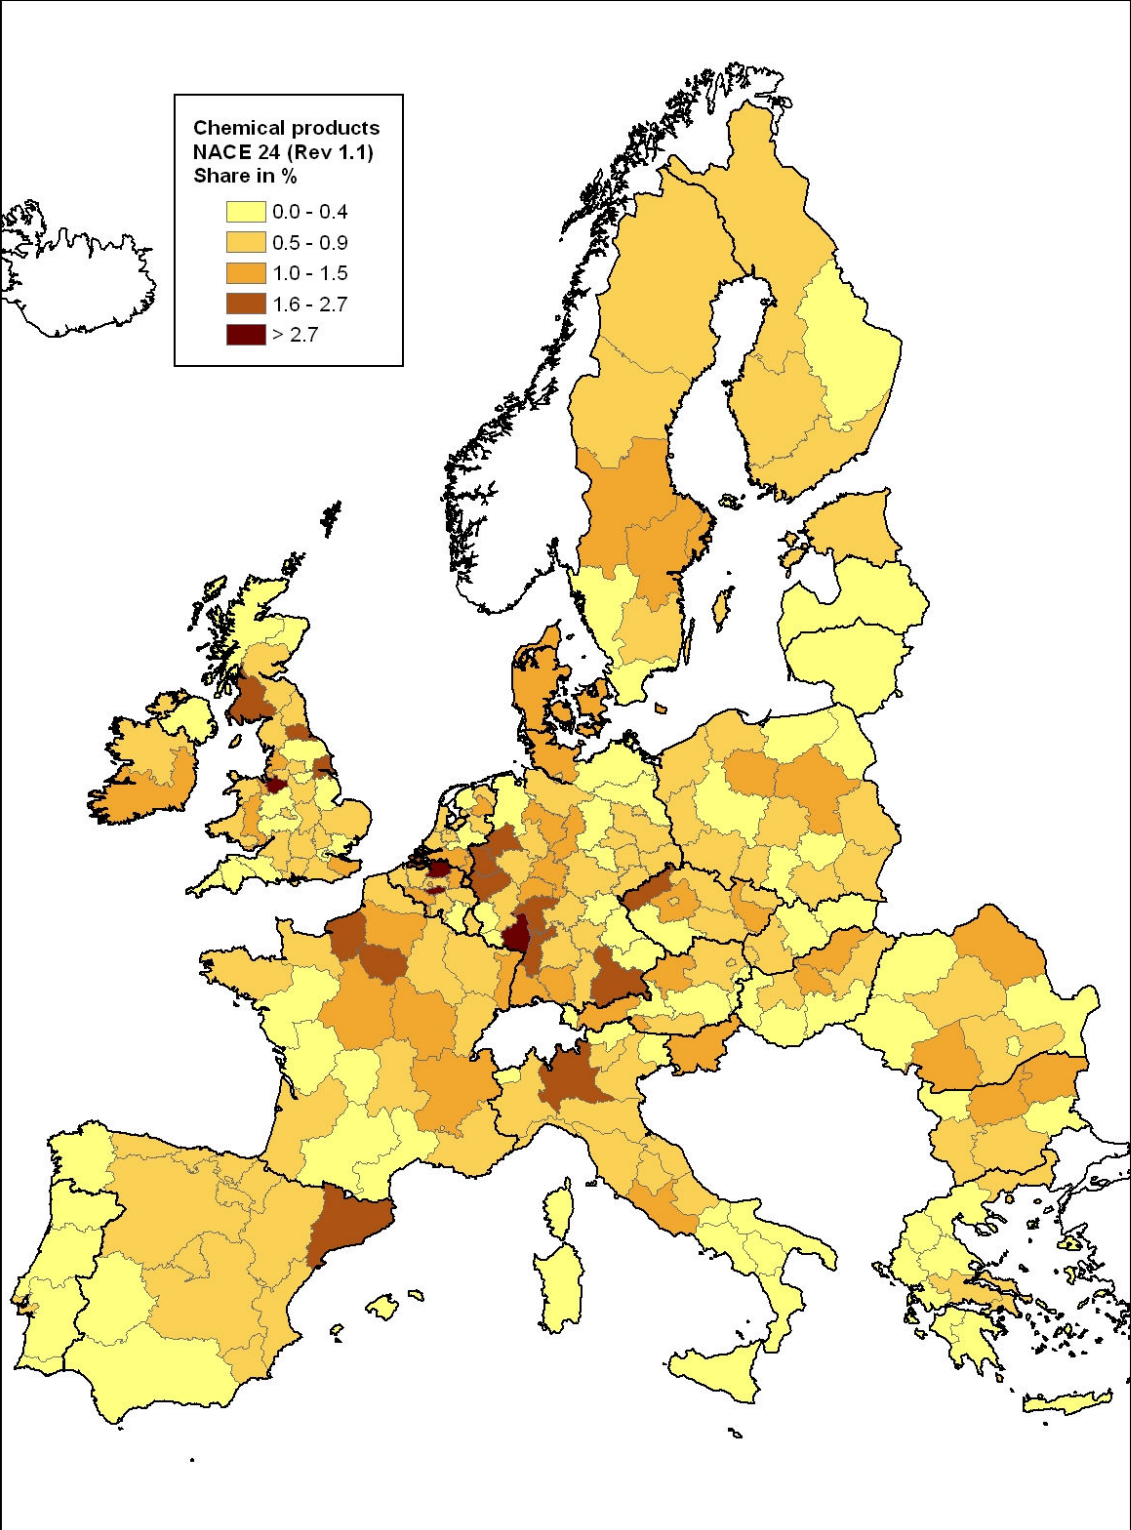 Chemical products
NACE 24 (Rev 1.1)
Share in %
0.0 - 0.4
0.5 - 0.9
1.0 - 1.5
1.6 - 2.7
> 2.7